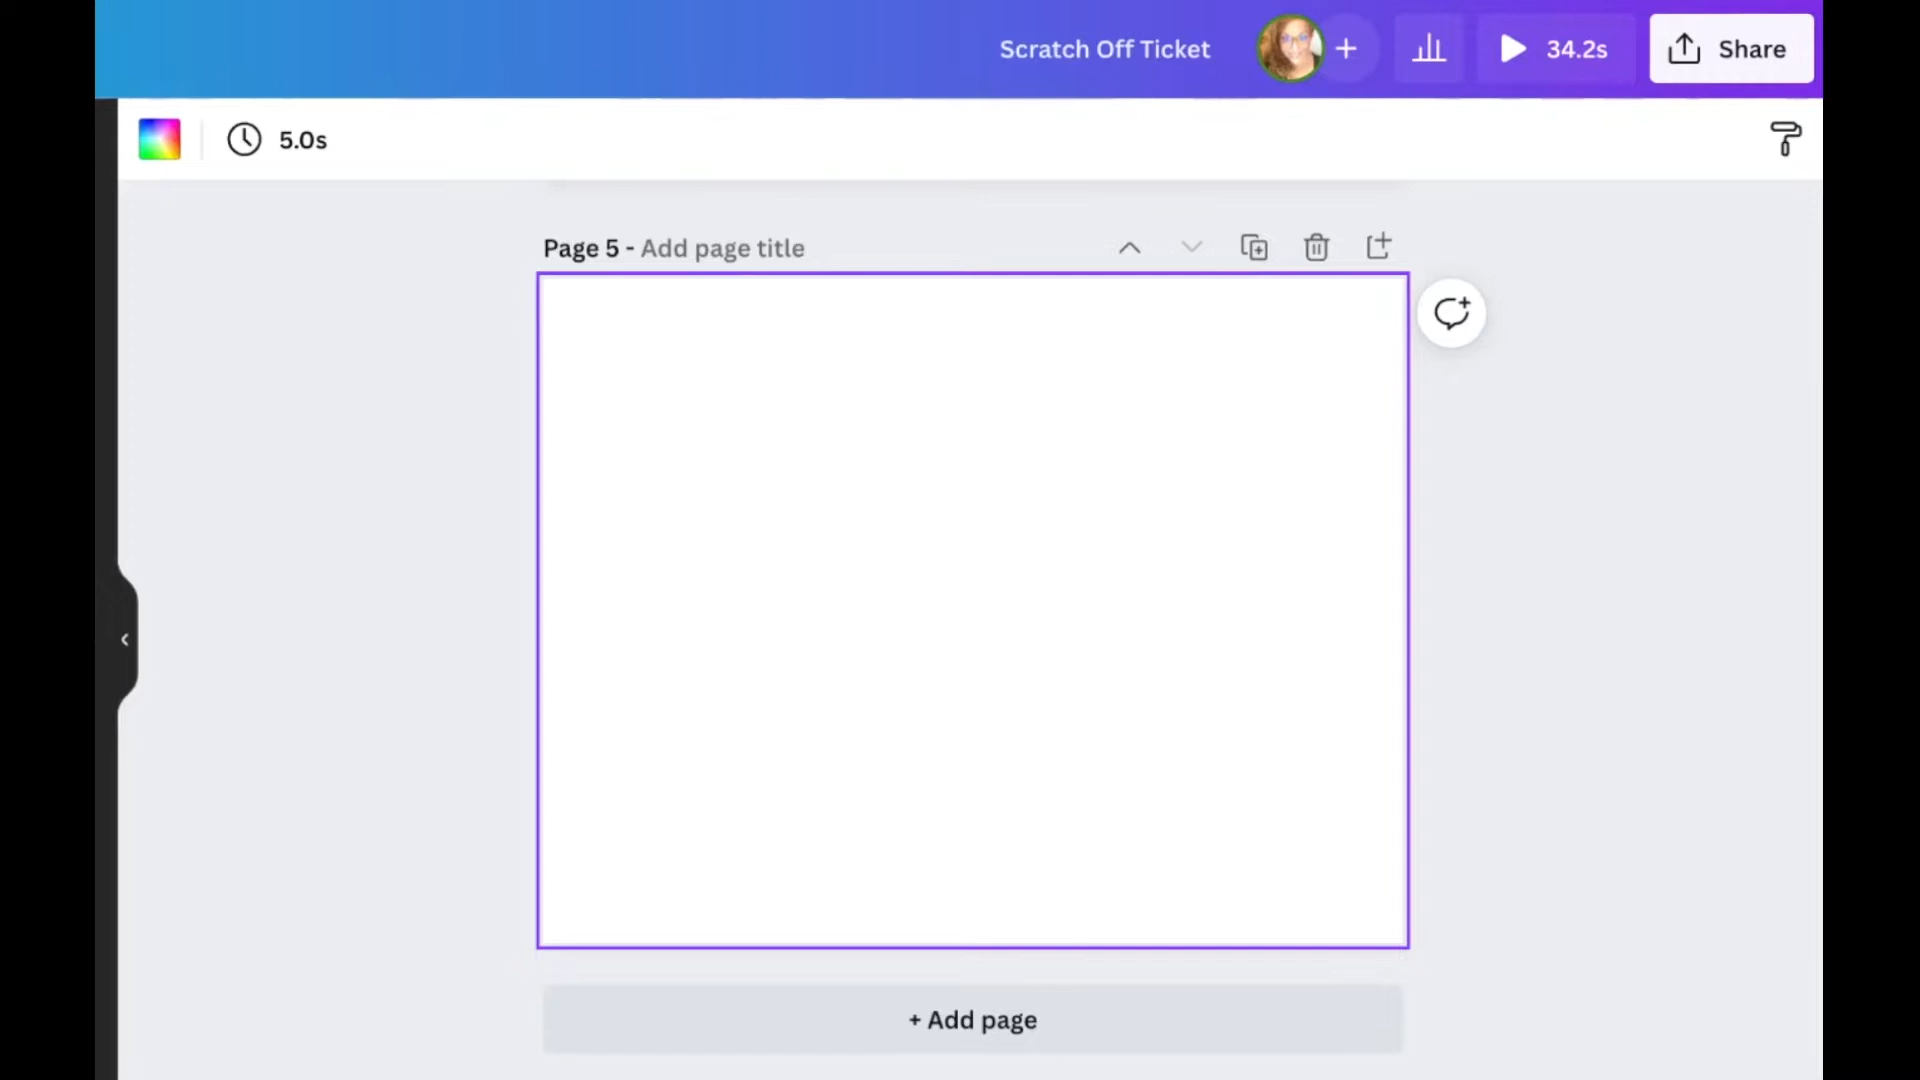 Scratch Off Ticket
34.2s
Share
5.0s
Page 5 - Add page title
+ Add page